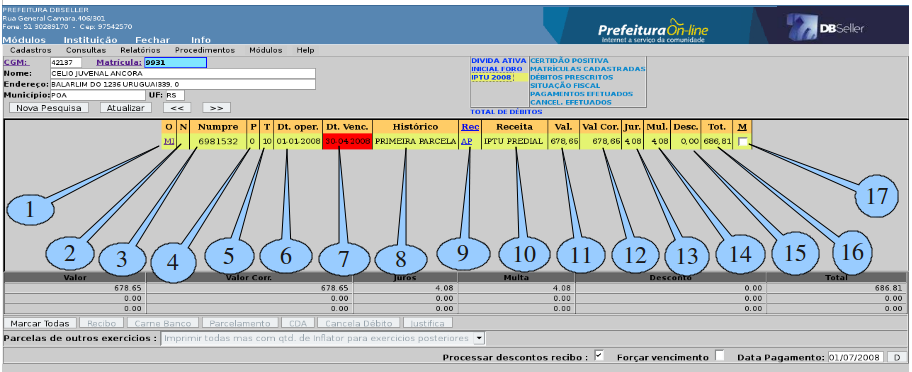 PREFEITURA DBSELLER
Rua General Camara, 406/301
Fone: 51 30289170 - Cep: 97542570
Módulos Instituição Fechar Info
PrefeituraOn-line
Internet a serviço da comunidade
DBSeller
Cadastros Consultas Relatórios Procedimentos Módulos Help
CGM: 42137 Matrícula: 9931
Nome: CELIO JUVENAL ANCORA
Endereço: BALARLIM DO 1236 URUGUAI339, 0
Município: POA UF: RS
Nova Pesquisa Atualizar << >>
DIVIDA ATIVA CERTIDÃO POSITIVA
INICIAL FORO MATRÍCULAS CADASTRADAS
IPTU 2008 DÉBITOS PRESCRITOS
SITUAÇÃO FISCAL
PAGAMENTOS EFETUADOS
CANCEL. EFETUADOS
TOTAL DE DÉBITOS
O N Numpre P T Dt. oper. Dt. Venc. Histórico Rec Receita Val. Val Cor. Jur. Mul. Desc. Tot. M
MI 6981532 0 10 01-01-2008 30-04-2008 PRIMEIRA PARCELA AP IPTU PREDIAL 678,65 678,65 4,08 4,08 0,00 686,81
1 2 3 4 5 6 7 8 9 10 11 12 13 14 15 16 17
Valor Valor Corr. Juros Multa Desconto Total
678.65 678.65 4.08 4.08 0.00 686.81
0.00 0.00 0.00 0.00 0.00 0.00
0.00 0.00 0.00 0.00 0.00 0.00
Marcar Todas Recibo Carne Banco Parcelamento CDA Cancela Débito Justifica
Parcelas de outros exercicios : Imprimir todas mas com qtd. de Inflator para exercicios posteriores
Processar descontos recibo : Forçar vencimento Data Pagamento: 01/07/2008 D